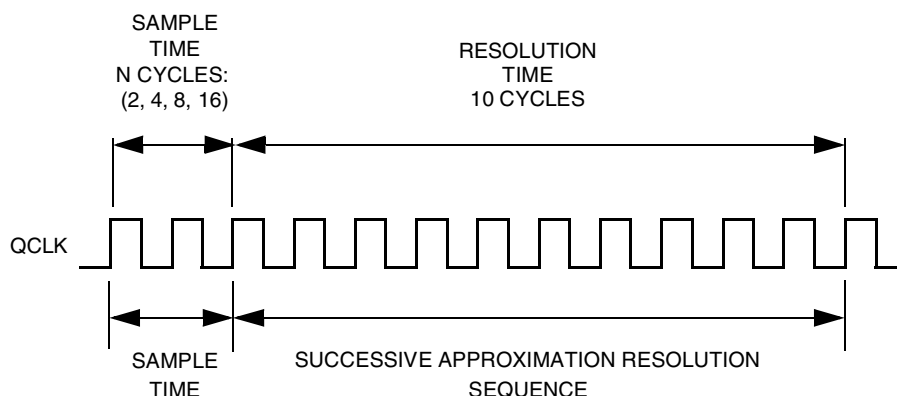 SAMPLE
TIME
N CYCLES:
(2, 4, 8, 16)
RESOLUTION
TIME
10 CYCLES
QCLK
SAMPLE
TIME
SUCCESSIVE APPROXIMATION RESOLUTION
SEQUENCE